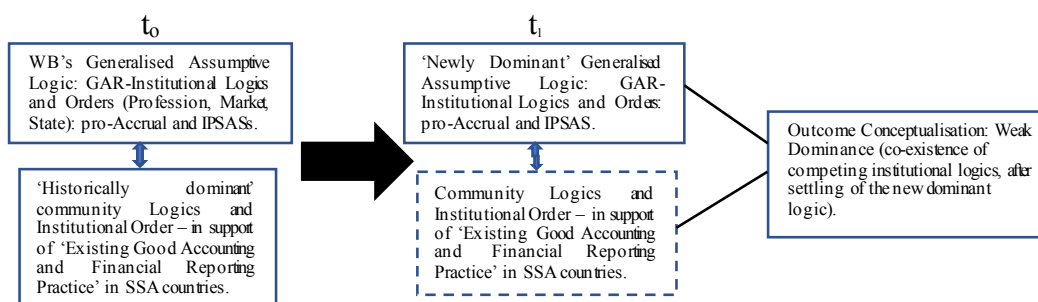 t₀
WB's Generalised Assumptive
Logic: GAR-Institutional Logics
and Orders (Profession, Market,
State): pro-Accrual and IPSASs.
'Historically dominant'
community Logics and
Institutional Order – in support
of 'Existing Good Accounting
and Financial Reporting
Practice' in SSA countries.
t₁
'Newly Dominant' Generalised
Assumptive Logic: GAR-
Institutional Logics and Orders:
pro-Accrual and IPSAS.
Community Logics and
Institutional Order – in support
of 'Existing Good Accounting
and Financial Reporting
Practice' in SSA countries.
Outcome Conceptualisation: Weak
Dominance (co-existence of
competing institutional logics, after
settling of the new dominant
logic).